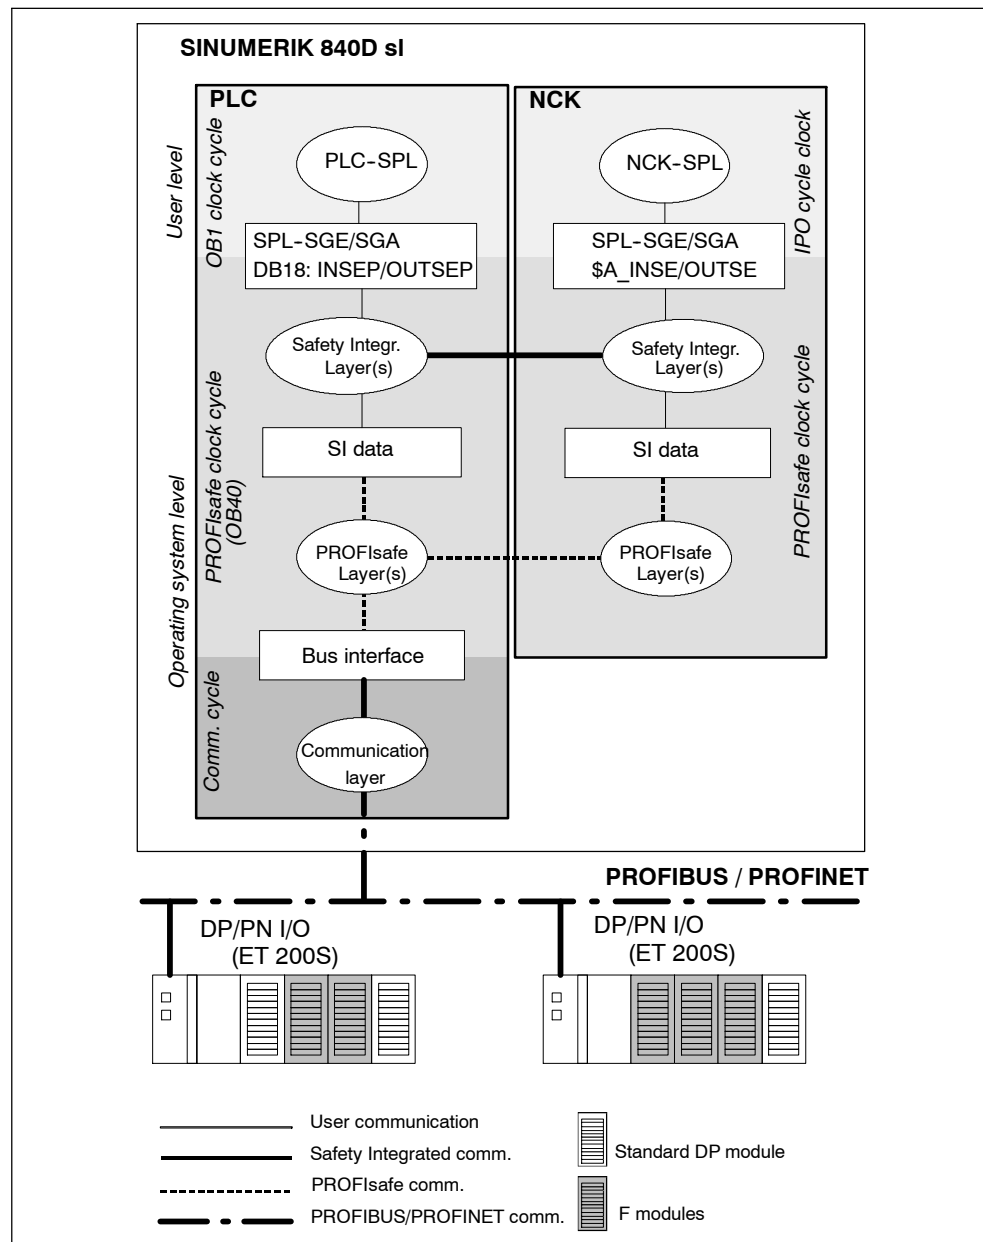 SINUMERIK 840D sl
PLC
NCK
User level
OB1 clock cycle
IPO cycle clock
PLC-SPL
NCK-SPL
SPL-SGE/SGA
DB18: INSEP/OUTSEP
SPL-SGE/SGA
$A_INSE/OUTSE
Operating system level
PROFIsafe clock cycle
(OB40)
PROFIsafe clock cycle
Safety Integr.
Layer(s)
Safety Integr.
Layer(s)
SI data
SI data
PROFIsafe
Layer(s)
PROFIsafe
Layer(s)
Bus interface
Comm. cycle
Communication
layer
PROFIBUS / PROFINET
DP/PN I/O
(ET 200S)
DP/PN I/O
(ET 200S)
User communication
Safety Integrated comm.
PROFIsafe comm.
PROFIBUS/PROFINET comm.
Standard DP module
F modules